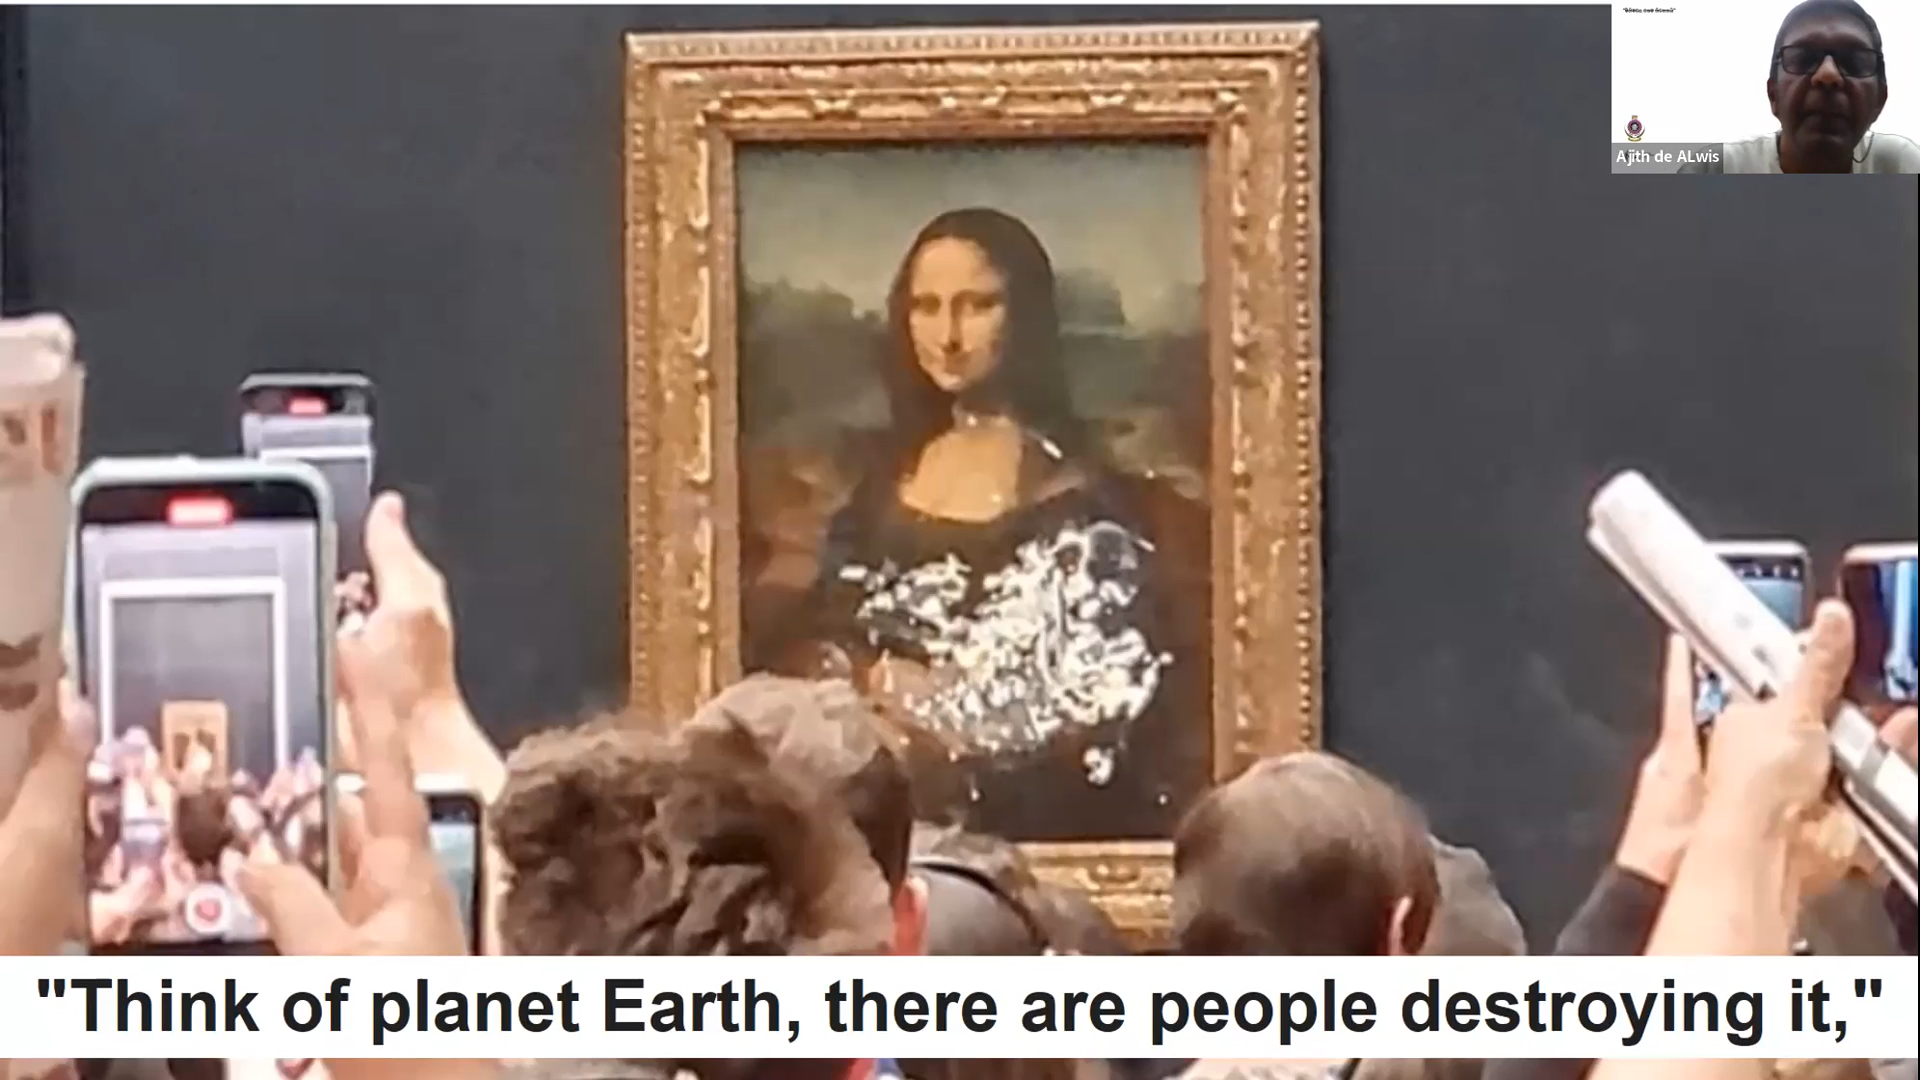 Ajith de ALwis
"Think of planet Earth, there are people destroying it,"